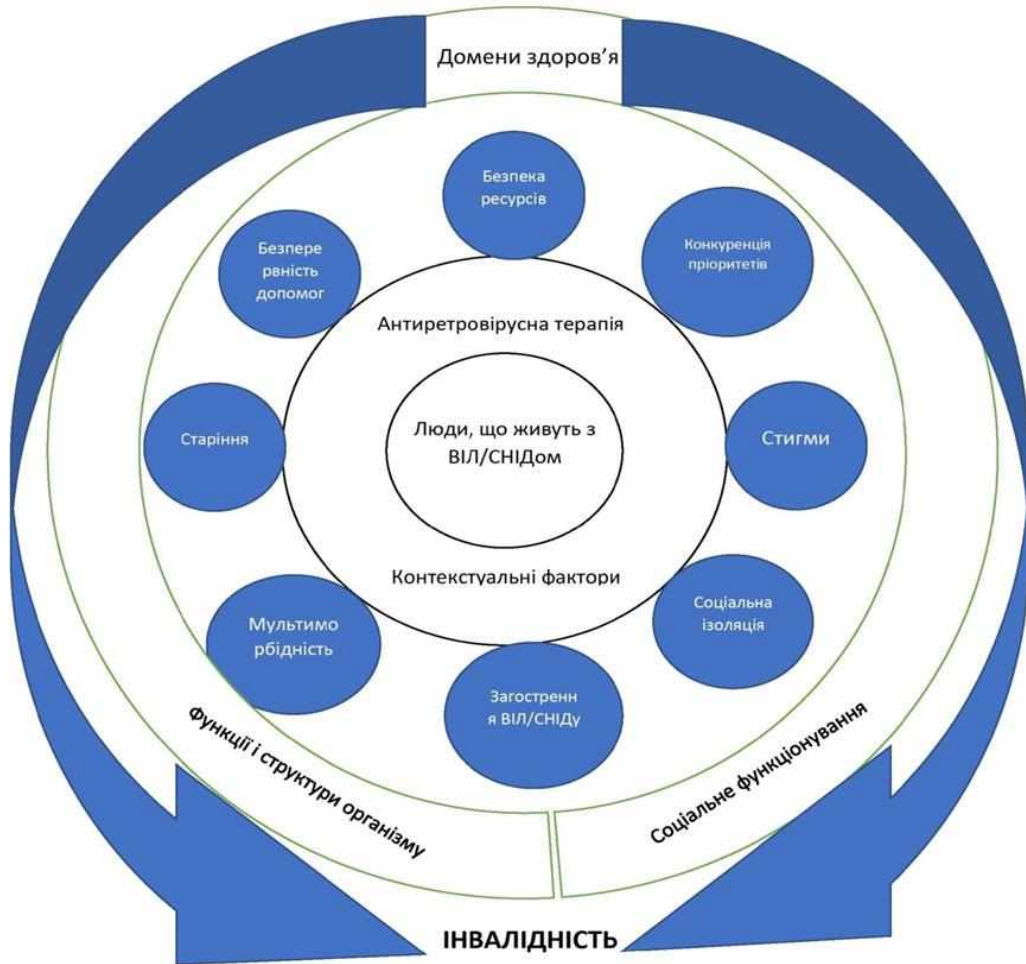 Домени здоров’я
Безпека
ресурсів
Конкуренція
пріоритетів
Безпере
рвність
допомог
Антиретровірусна терапія
Старіння
Люди, що живуть з
ВІЛ/СНІДом
Стигми
Контекстуальні фактори
Соціальна
ізоляція
Мультимо
рбідність
Загостренн
я ВІЛ/СНІДу
Функції і структури організму
Соціальне функціонування
ІНВАЛІДНІСТЬ